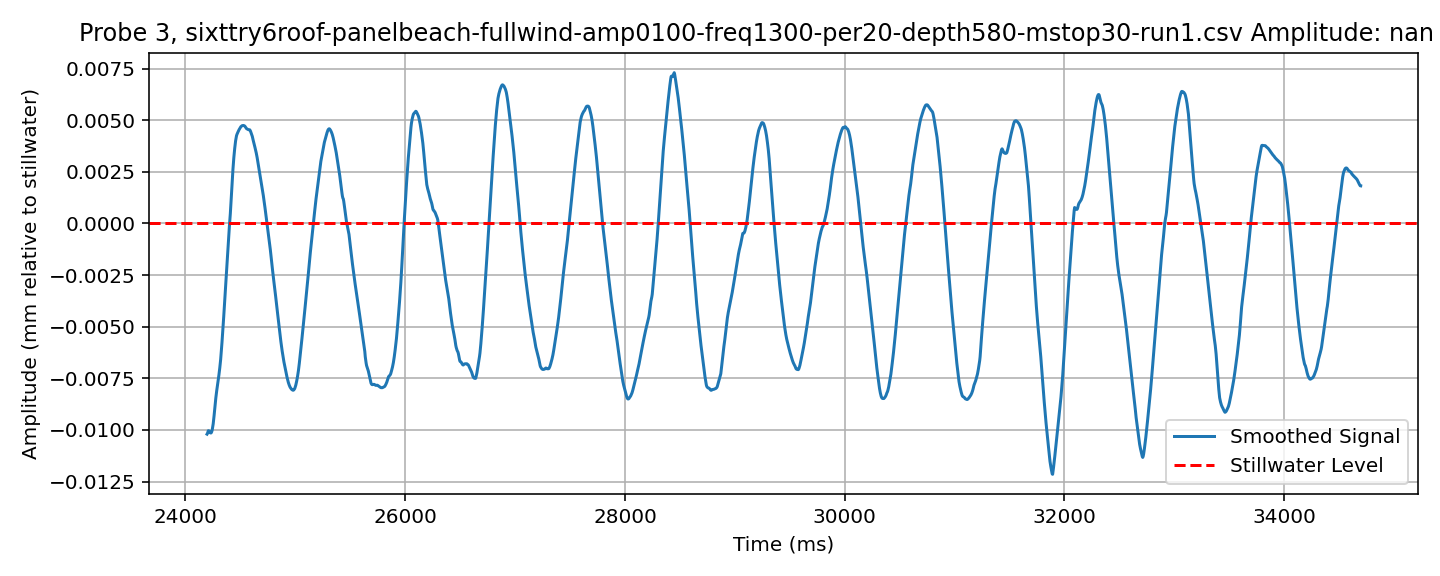 Probe 3, sixttry6roof-panelbeach-fullwind-amp0100-freq1300-per20-depth580-mstop30-run1.csv Amplitude: nan
Amplitude (mm relative to stillwater)
0.0075
0.0050
0.0025
0.0000
−0.0025
−0.0050
−0.0075
−0.0100
−0.0125
Smoothed Signal
Stillwater Level
24000 26000 28000 30000 32000 34000
Time (ms)